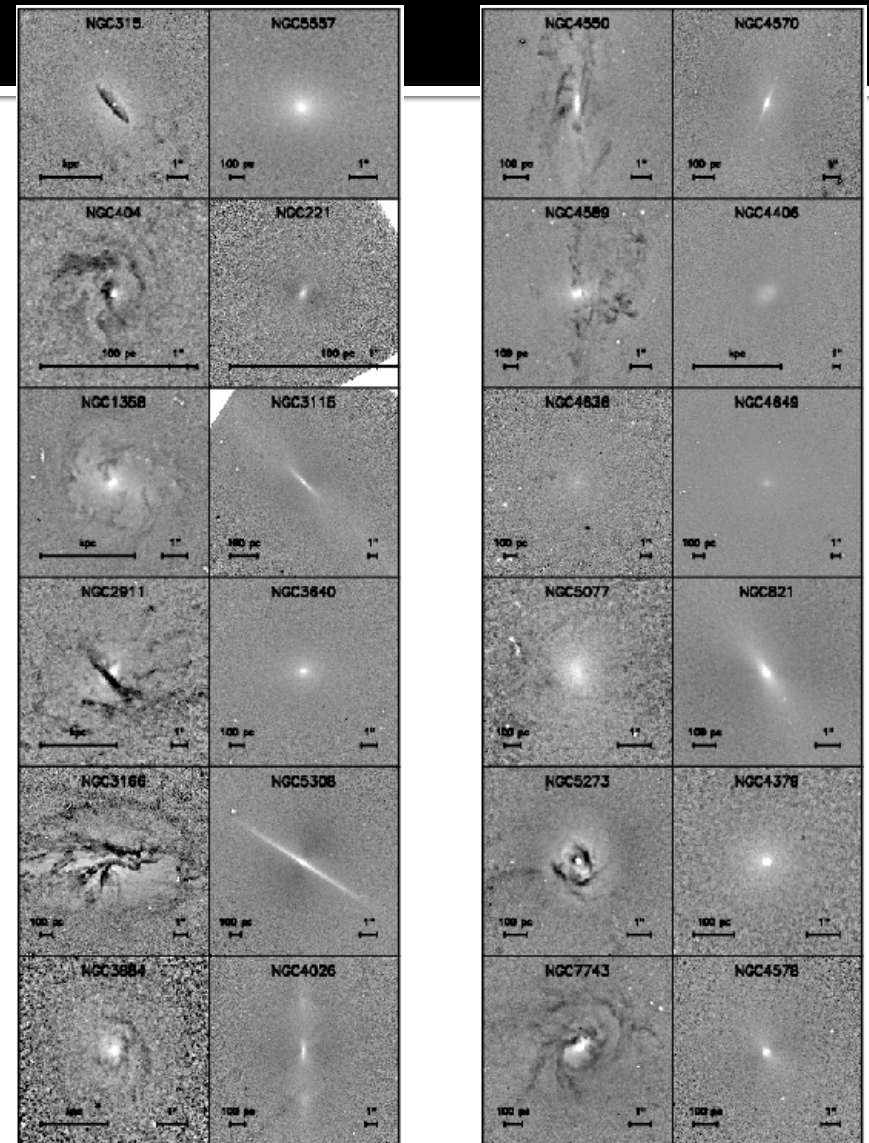 NGC315 NGC5557
kpc 1" 100 pc 1"
NGC404 NGC221
100 pc 1" 100 pc 1"
NGC1358 NGC3115
kpc 1" 100 pc 1"
NGC2911 NGC3640
kpc 1" 100 pc 1"
NGC3166 NGC5308
100 pc 1" 100 pc 1"
NGC3884 NGC4026
kpc 1" 100 pc 1"
NGC4550 NGC4570
100 pc 1" 100 pc 1"
NGC4589 NGC4406
100 pc 1" kpc 1"
NGC4636 NGC4649
100 pc 1" 100 pc 1"
NGC5077 NGC821
100 pc 1" 100 pc 1"
NGC5273 NGC4379
100 pc 1" 100 pc 1"
NGC7743 NGC4578
100 pc 1" 100 pc 1"